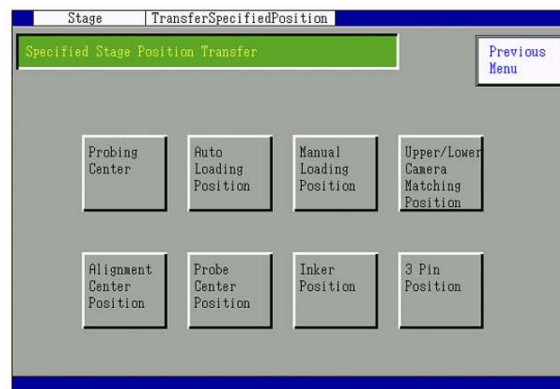 Stage
TransferSpecifiedPosition
Specified Stage Position Transfer
Previous
Menu
Probing
Center
Auto
Loading
Position
Manual
Loading
Position
Upper/Lower
Camera
Matching
Position
Alignment
Center
Position
Probe
Center
Position
Inker
Position
3 Pin
Position